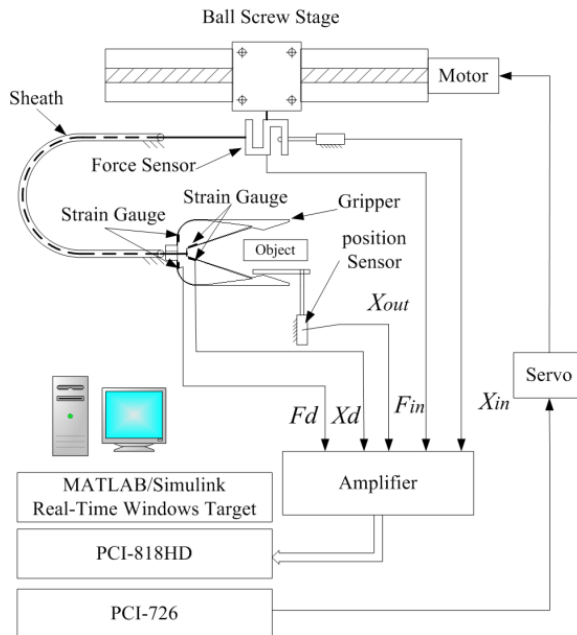 Ball Screw Stage
Motor
Sheath
Force Sensor
Strain Gauge
Strain Gauge
Gripper
Object
position
Sensor
Xout
Fd
Xd
Fin
Xin
Servo
MATLAB/Simulink
Real-Time Windows Target
Amplifier
PCI-818HD
PCI-726